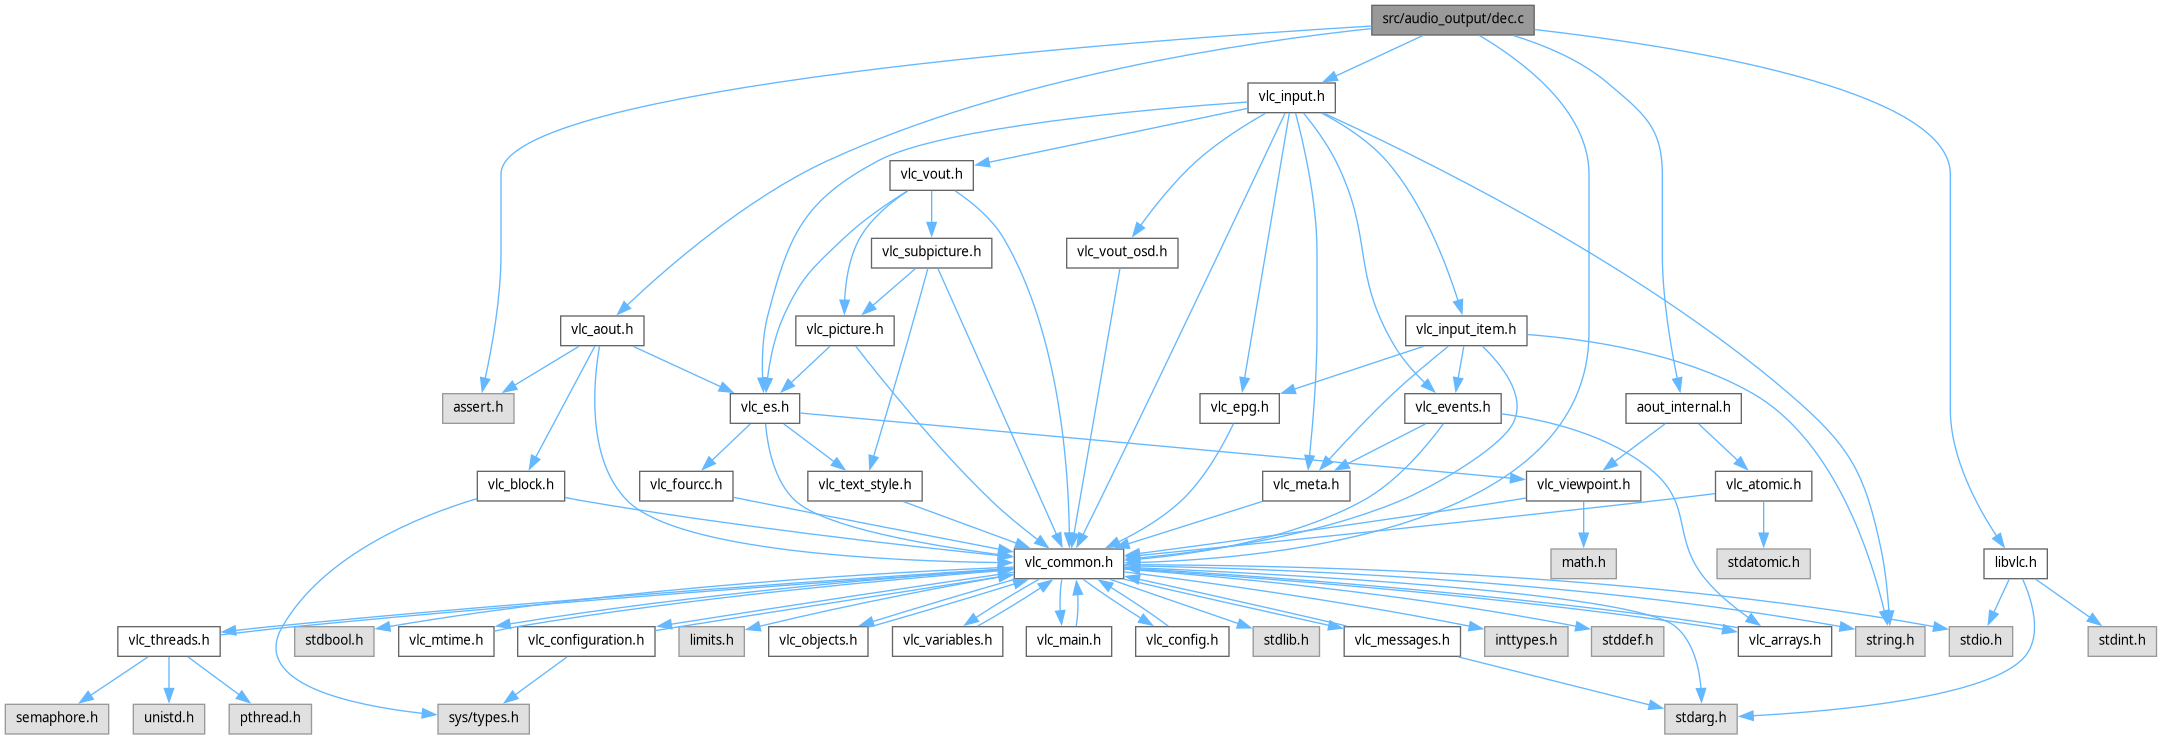 src/audio_output/dec.c
vlc_input.h
vlc_vout.h
vlc_subpicture.h
vlc_vout_osd.h
vlc_aout.h
vlc_picture.h
vlc_input_item.h
assert.h
vlc_es.h
vlc_epg.h
vlc_events.h
aout_internal.h
vlc_block.h
vlc_fourcc.h
vlc_text_style.h
vlc_meta.h
vlc_viewpoint.h
vlc_atomic.h
vlc_common.h
math.h
stdatomic.h
libvlc.h
vlc_threads.h
stdbool.h
vlc_mtime.h
vlc_configuration.h
limits.h
vlc_objects.h
vlc_variables.h
vlc_main.h
vlc_config.h
stdlib.h
vlc_messages.h
inttypes.h
stddef.h
vlc_arrays.h
string.h
stdio.h
stdint.h
semaphore.h
unistd.h
pthread.h
sys/types.h
stdarg.h